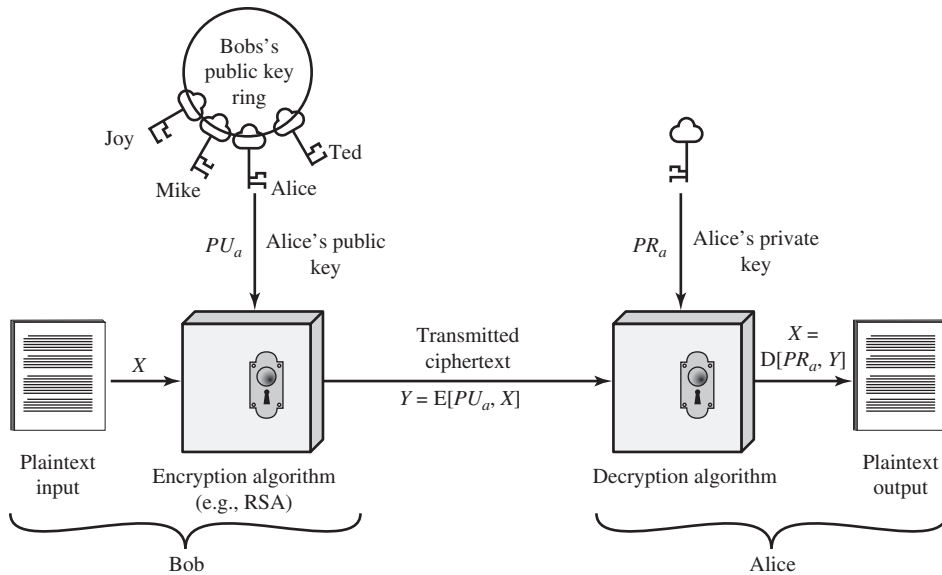 Bobs's
public key
ring
Joy
Mike
Alice
Ted
PUₐ
Alice's public
key
PRₐ
Alice's private
key
X
Transmitted
ciphertext
Y = E[PUₐ, X]
X =
D[PRₐ, Y]
Plaintext
input
Encryption algorithm
(e.g., RSA)
Decryption algorithm
Plaintext
output
Bob
Alice